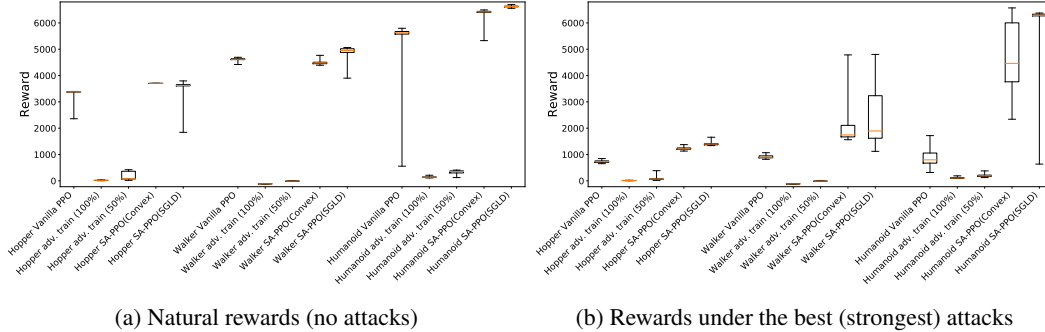 Reward
6000
5000
4000
3000
2000
1000
0
Hopper Vanilla PPO
Hopper adv. train (100%)
Hopper adv. train (50%)
Hopper SA-PPO(Convex)
Hopper SA-PPO(SGLD)
Walker Vanilla PPO
Walker adv. train (100%)
Walker adv. train (50%)
Walker SA-PPO(Convex)
Walker SA-PPO(SGLD)
Humanoid Vanilla PPO
Humanoid adv. train (100%)
Humanoid adv. train (50%)
Humanoid SA-PPO(Convex)
Humanoid SA-PPO(SGLD)
(a) Natural rewards (no attacks)
Reward
6000
5000
4000
3000
2000
1000
0
Hopper Vanilla PPO
Hopper adv. train (100%)
Hopper adv. train (50%)
Hopper SA-PPO(Convex)
Hopper SA-PPO(SGLD)
Walker Vanilla PPO
Walker adv. train (100%)
Walker adv. train (50%)
Walker SA-PPO(Convex)
Walker SA-PPO(SGLD)
Humanoid Vanilla PPO
Humanoid adv. train (100%)
Humanoid adv. train (50%)
Humanoid SA-PPO(Convex)
Humanoid SA-PPO(SGLD)
(b) Rewards under the best (strongest) attacks